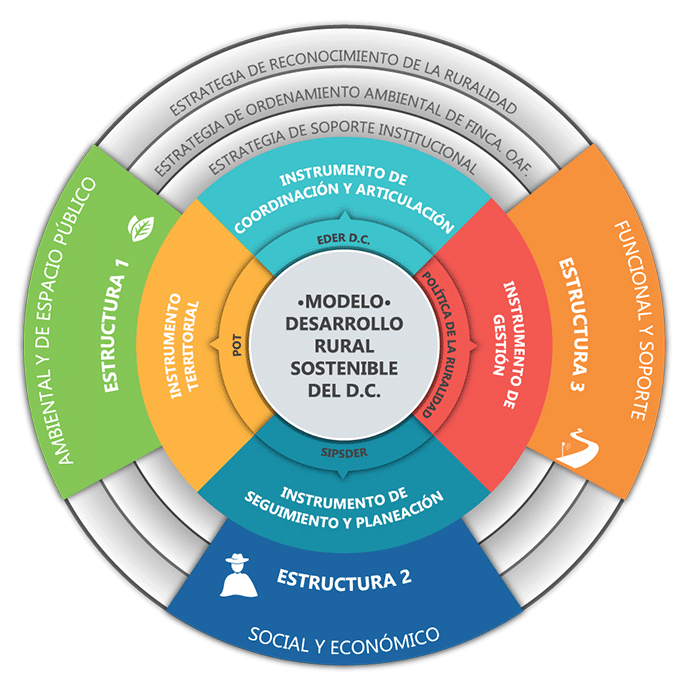 ESTRATEGIA DE RECONOCIMIENTO DE LA RURALIDAD
ESTRATEGIA DE ORDENAMIENTO AMBIENTAL DE FINCA. OAF.
ESTRATEGIA DE SOPORTE INSTITUCIONAL
INSTRUMENTO DE
COORDINACIÓN Y ARTICULACIÓN
EDER D.C.
AMBIENTAL Y DE ESPACIO PÚBLICO
ESTRUCTURA 1
INSTRUMENTO
TERRITORIAL
POT
•MODELO•
DESARROLLO
RURAL
SOSTENIBLE
DEL D.C.
POLÍTICA DE LA RURALIDAD
INSTRUMENTO DE
GESTIÓN
ESTRUCTURA 3
FUNCIONAL Y SOPORTE
SIPSDER
INSTRUMENTO DE
SEGUIMIENTO Y PLANEACIÓN
ESTRUCTURA 2
SOCIAL Y ECONÓMICO